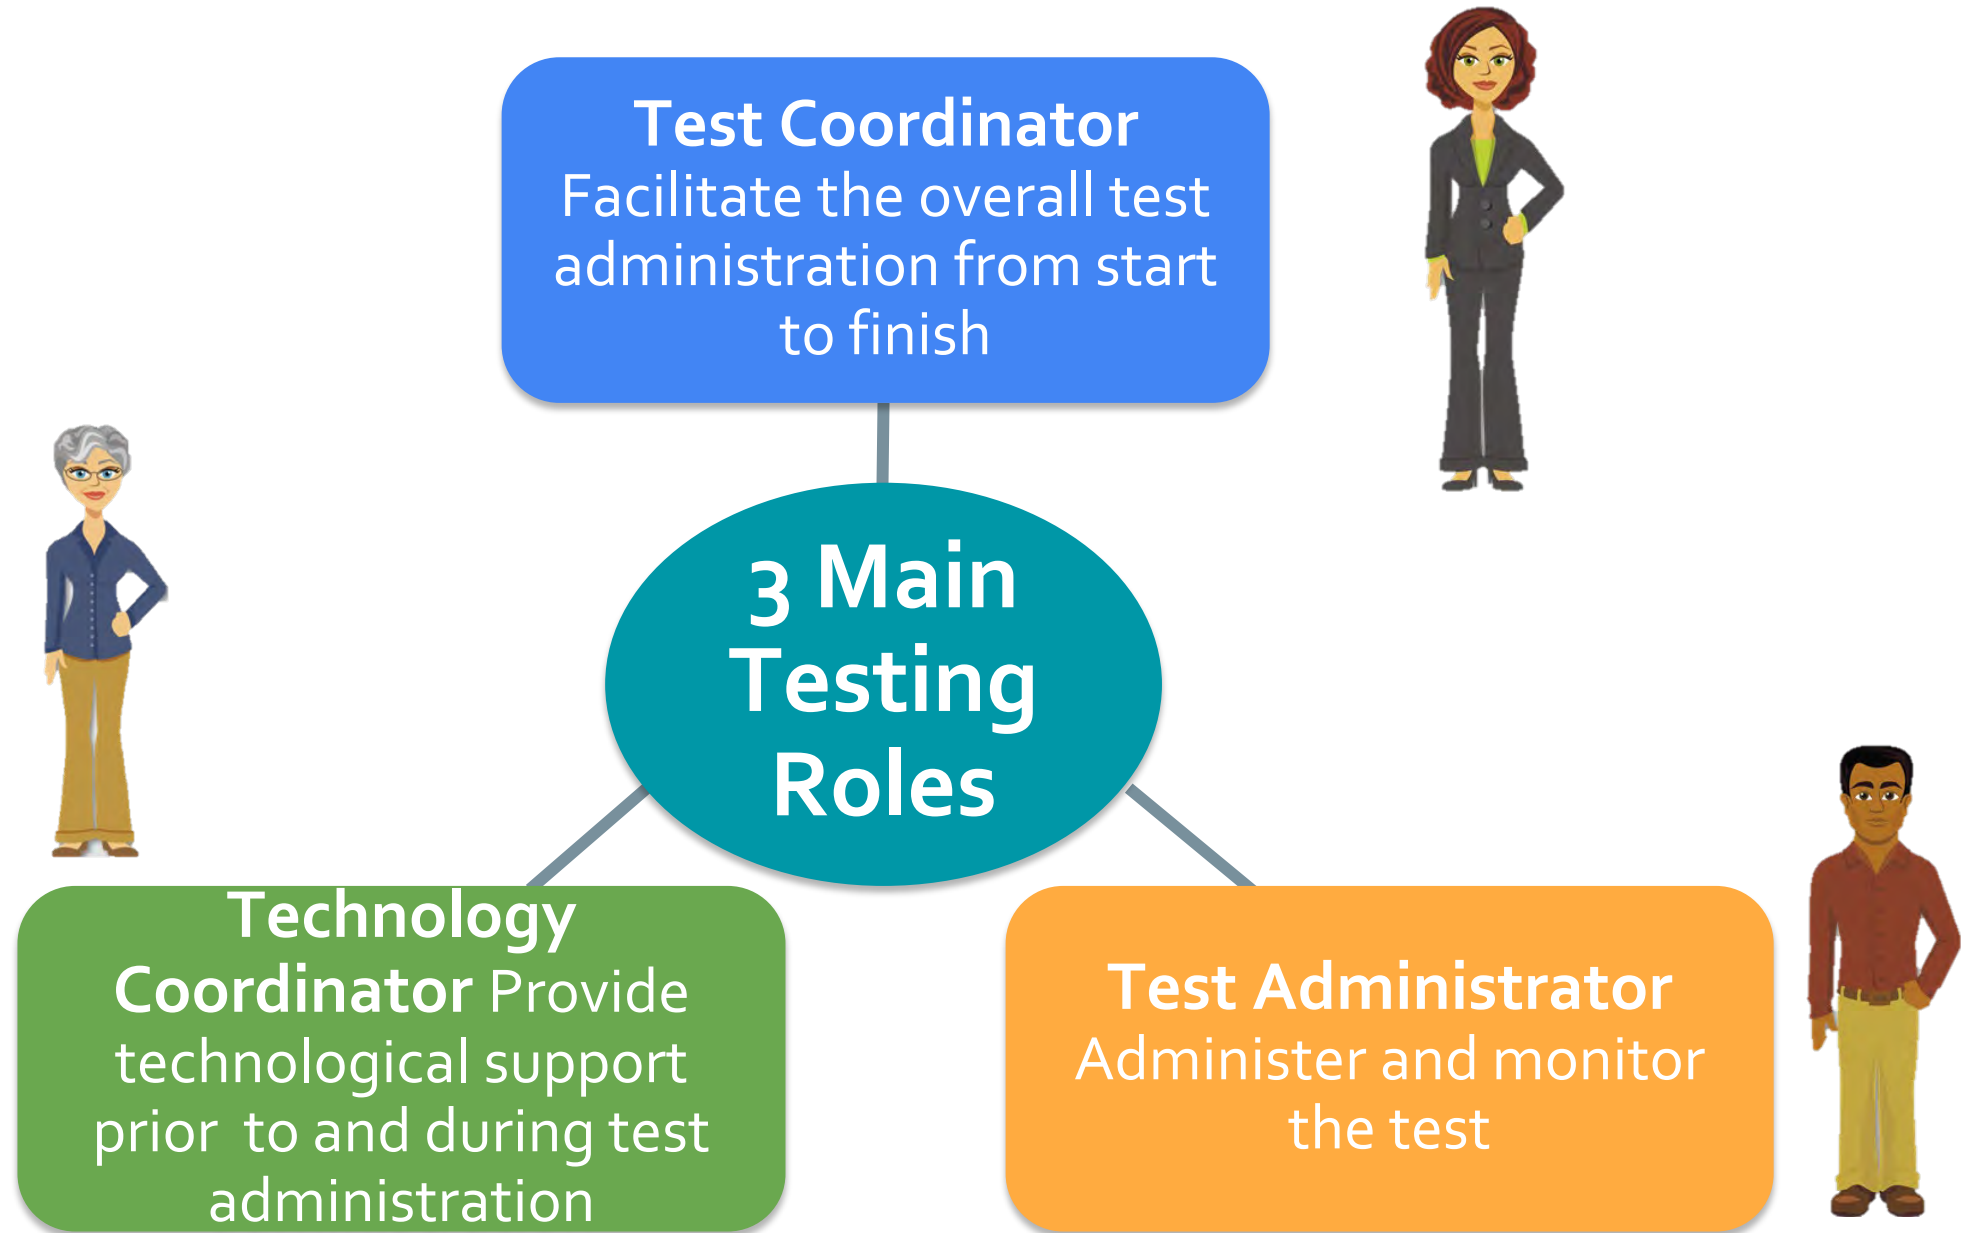 Test Coordinator
Facilitate the overall test
administration from start
to finish
3 Main
Testing
Roles
Technology
Coordinator Provide
technological support
prior  to and during test
administration
Test Administrator
Administer and monitor
the test